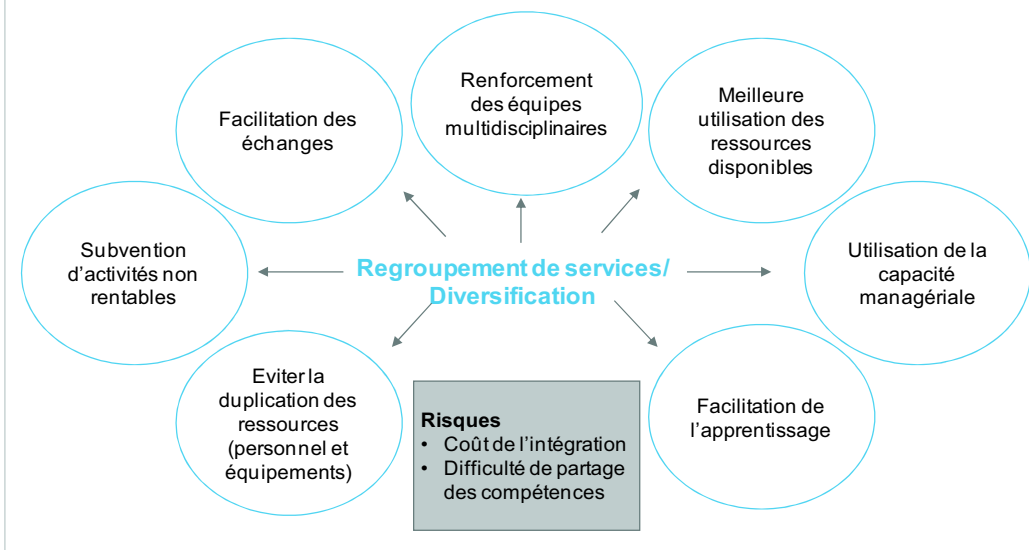 Renforcement
des équipes
multidisciplinaires
Meilleure
utilisation des
ressources
disponibles
Facilitation des
échanges
Subvention
d'activités non
rentables
Regroupement de services/
Diversification
Utilisation de la
capacité
managériale
Eviter la
duplication des
ressources
(personnel et
équipements)
Risques
• Coût de l'intégration
• Difficulté de partage
des compétences
Facilitation de
l'apprentissage